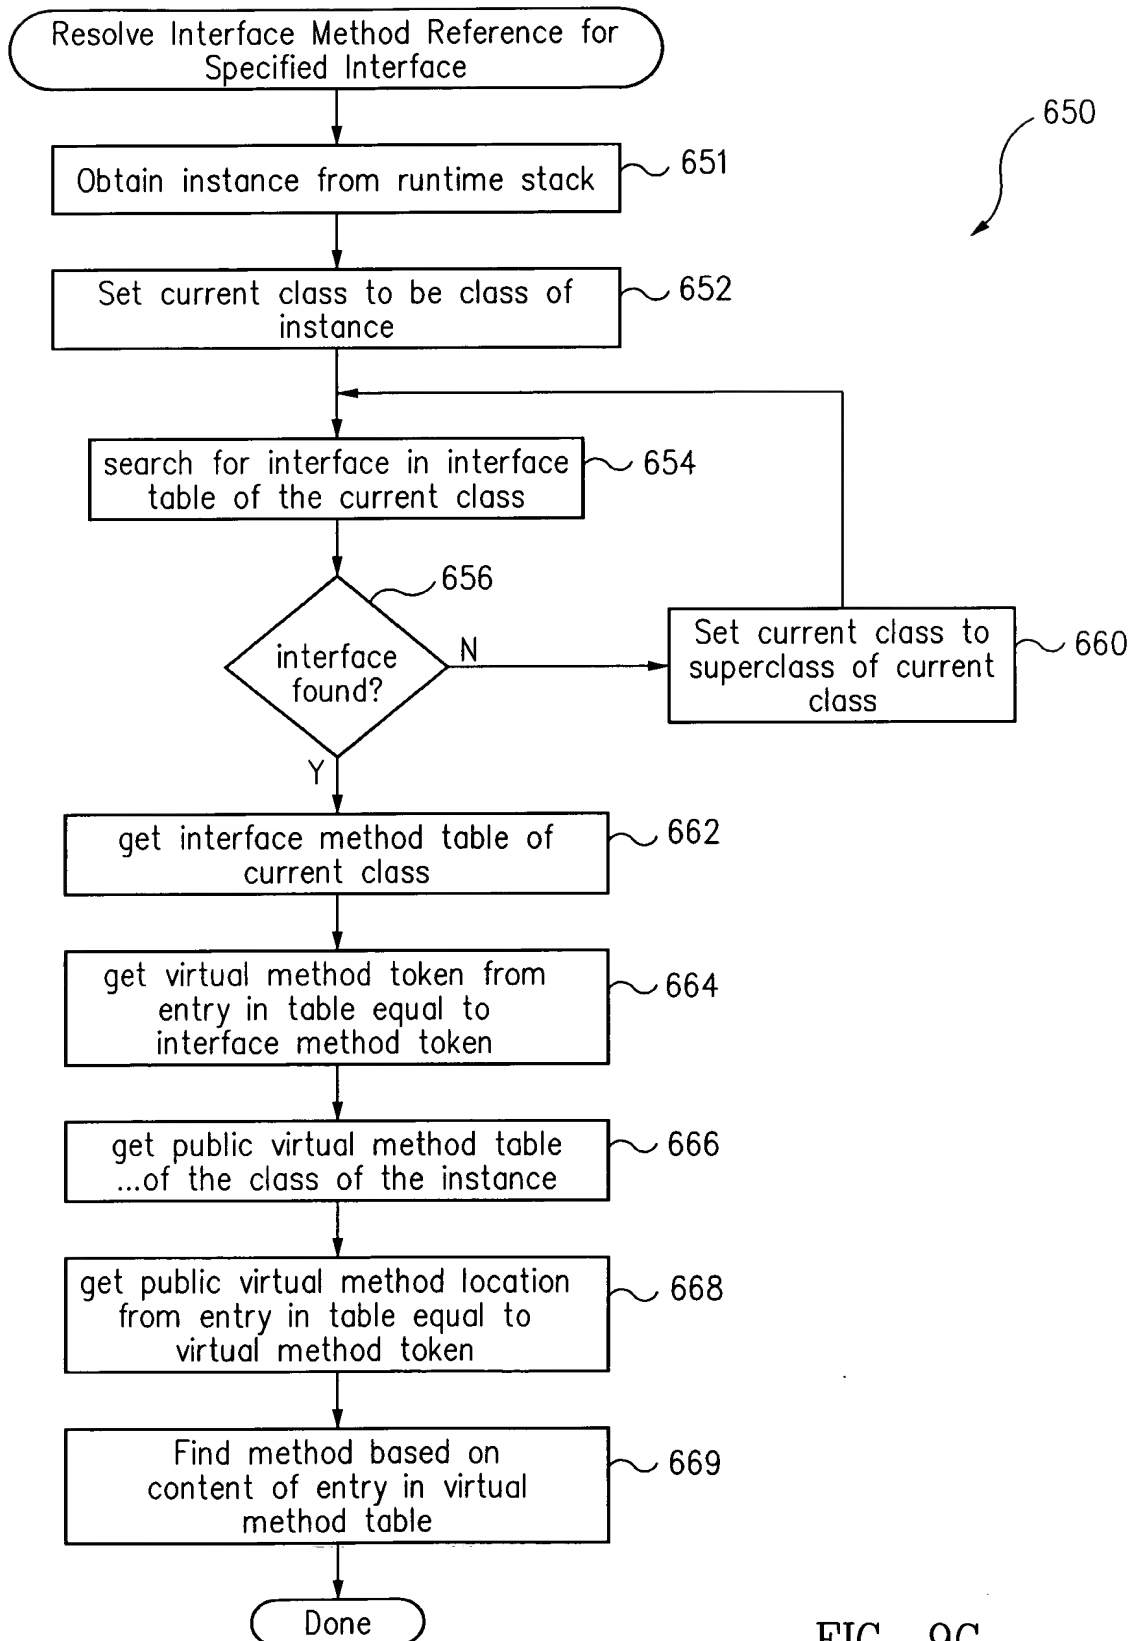 Resolve Interface Method Reference for
Specified Interface
650
Obtain instance from runtime stack
651
Set current class to be class of
instance
652
search for interface in interface
table of the current class
654
656
interface
found?
N
Set current class to
superclass of current
class
660
Y
get interface method table of
current class
662
get virtual method token from
entry in table equal to
interface method token
664
get public virtual method table
...of the class of the instance
666
get public virtual method location
from entry in table equal to
virtual method token
668
Find method based on
content of entry in virtual
method table
669
Done
FIG. 9C